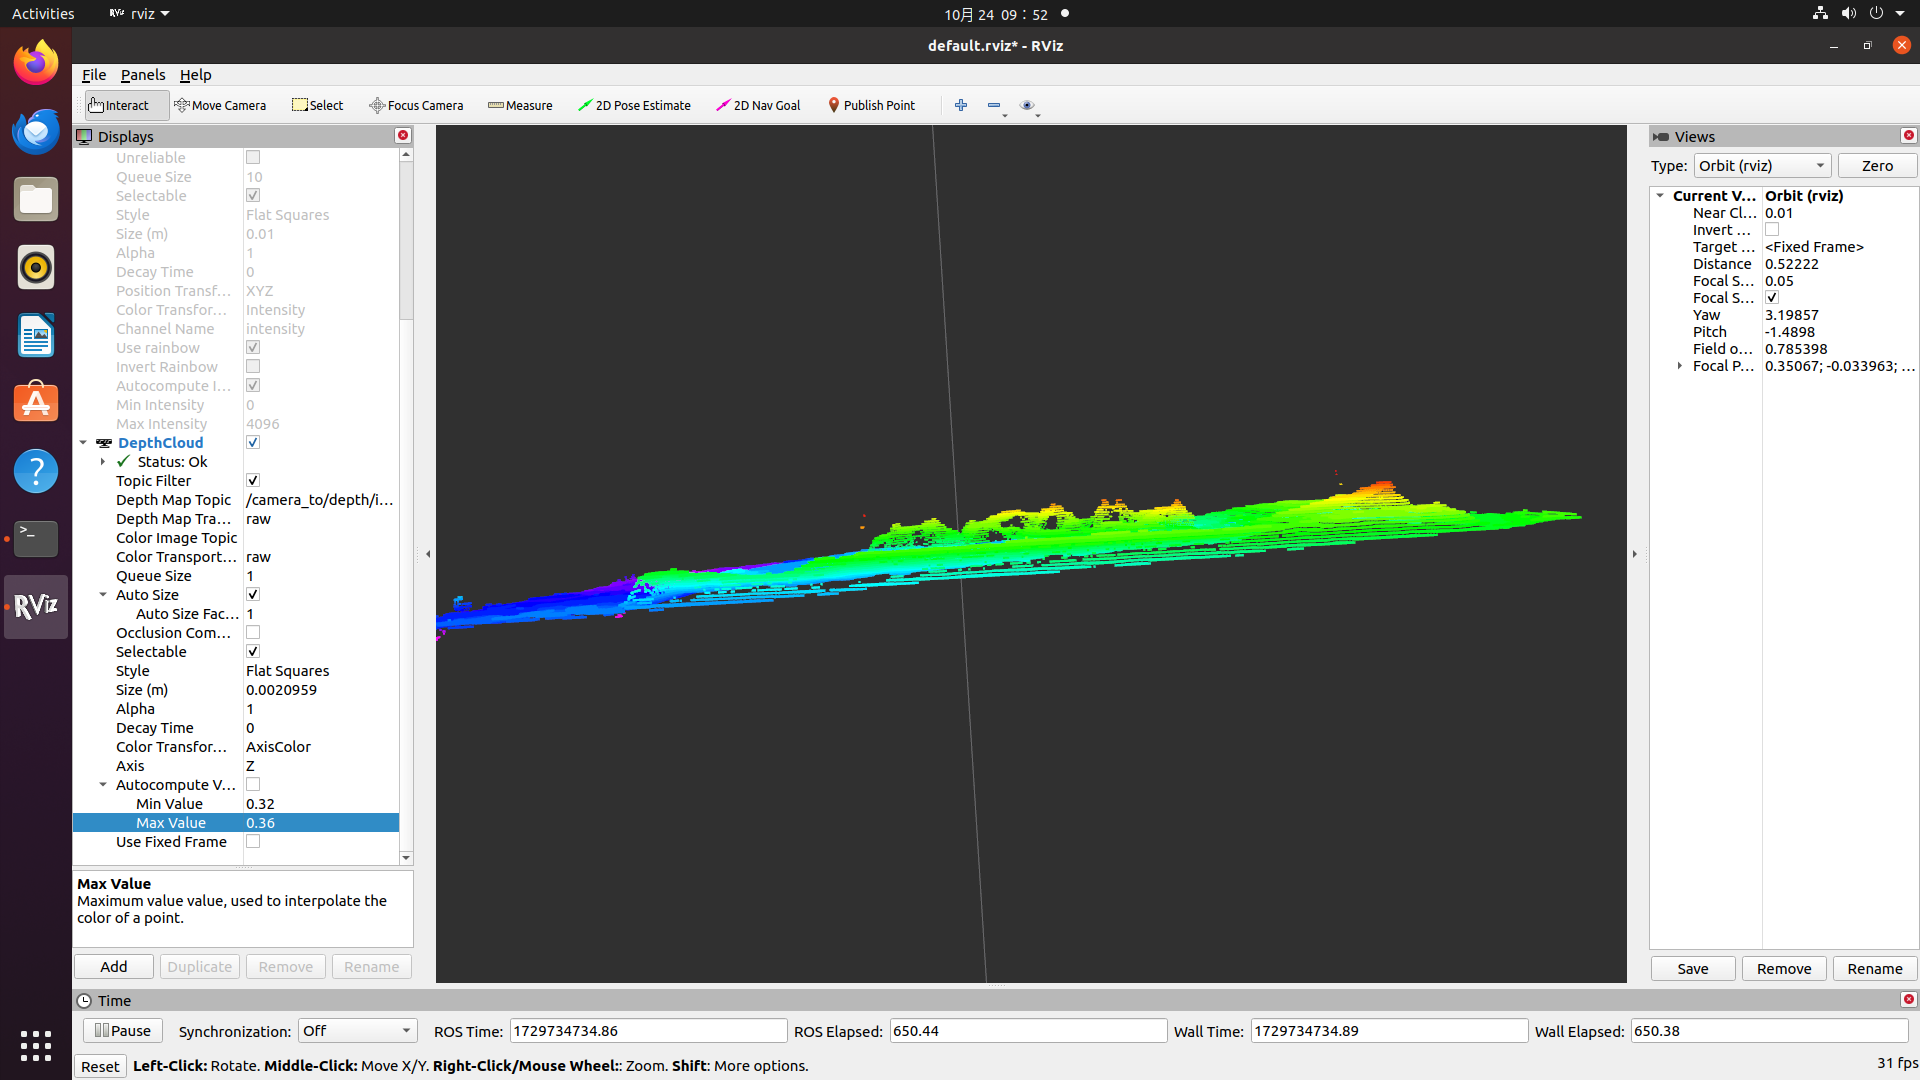 Activities
rviz
10月 24 09：52
default.rviz* - RViz
File Panels Help
Interact Move Camera Select Focus Camera Measure 2D Pose Estimate 2D Nav Goal Publish Point
Displays
Unreliable
Queue Size 10
Selectable
Style Flat Squares
Size (m) 0.01
Alpha 1
Decay Time 0
Position Transf... XYZ
Color Transfor... Intensity
Channel Name intensity
Use rainbow
Invert Rainbow
Autocompute I...
Min Intensity 0
Max Intensity 4096
DepthCloud
Status: Ok
Topic Filter
Depth Map Topic /camera_to/depth/i...
Depth Map Tra... raw
Color Image Topic
Color Transport... raw
Queue Size 1
Auto Size
Auto Size Fac... 1
Occlusion Com...
Selectable
Style Flat Squares
Size (m) 0.0020959
Alpha 1
Decay Time 0
Color Transfor... AxisColor
Axis Z
Autocompute V...
Min Value 0.32
Max Value 0.36
Use Fixed Frame
Max Value
Maximum value value, used to interpolate the
color of a point.
Add Duplicate Remove Rename
Views
Type: Orbit (rviz) Zero
Current V... Orbit (rviz)
Near Cl... 0.01
Invert ...
Target ... <Fixed Frame>
Distance 0.52222
Focal S... 0.05
Focal S...
Yaw 3.19857
Pitch -1.4898
Field o... 0.785398
Focal P... 0.35067; -0.033963; ...
Save Remove Rename
RViz
Time
Pause Synchronization: Off ROS Time: 1729734734.86 ROS Elapsed: 650.44 Wall Time: 1729734734.89 Wall Elapsed: 650.38
Reset Left-Click: Rotate. Middle-Click: Move X/Y. Right-Click/Mouse Wheel:: Zoom. Shift: More options. 31 fps